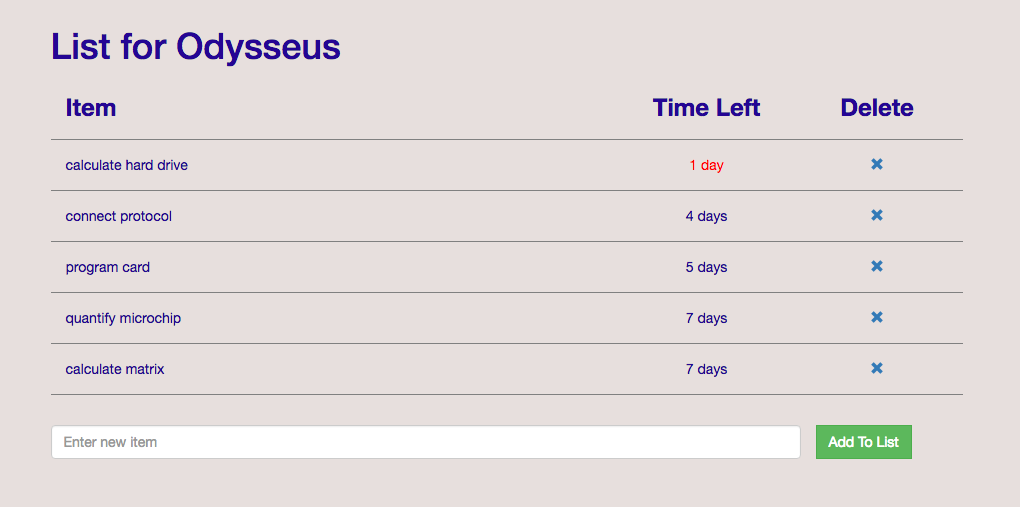 List for Odysseus
Item Time Left Delete
calculate hard drive 1 day
connect protocol 4 days
program card 5 days
quantify microchip 7 days
calculate matrix 7 days
Enter new item Add To List